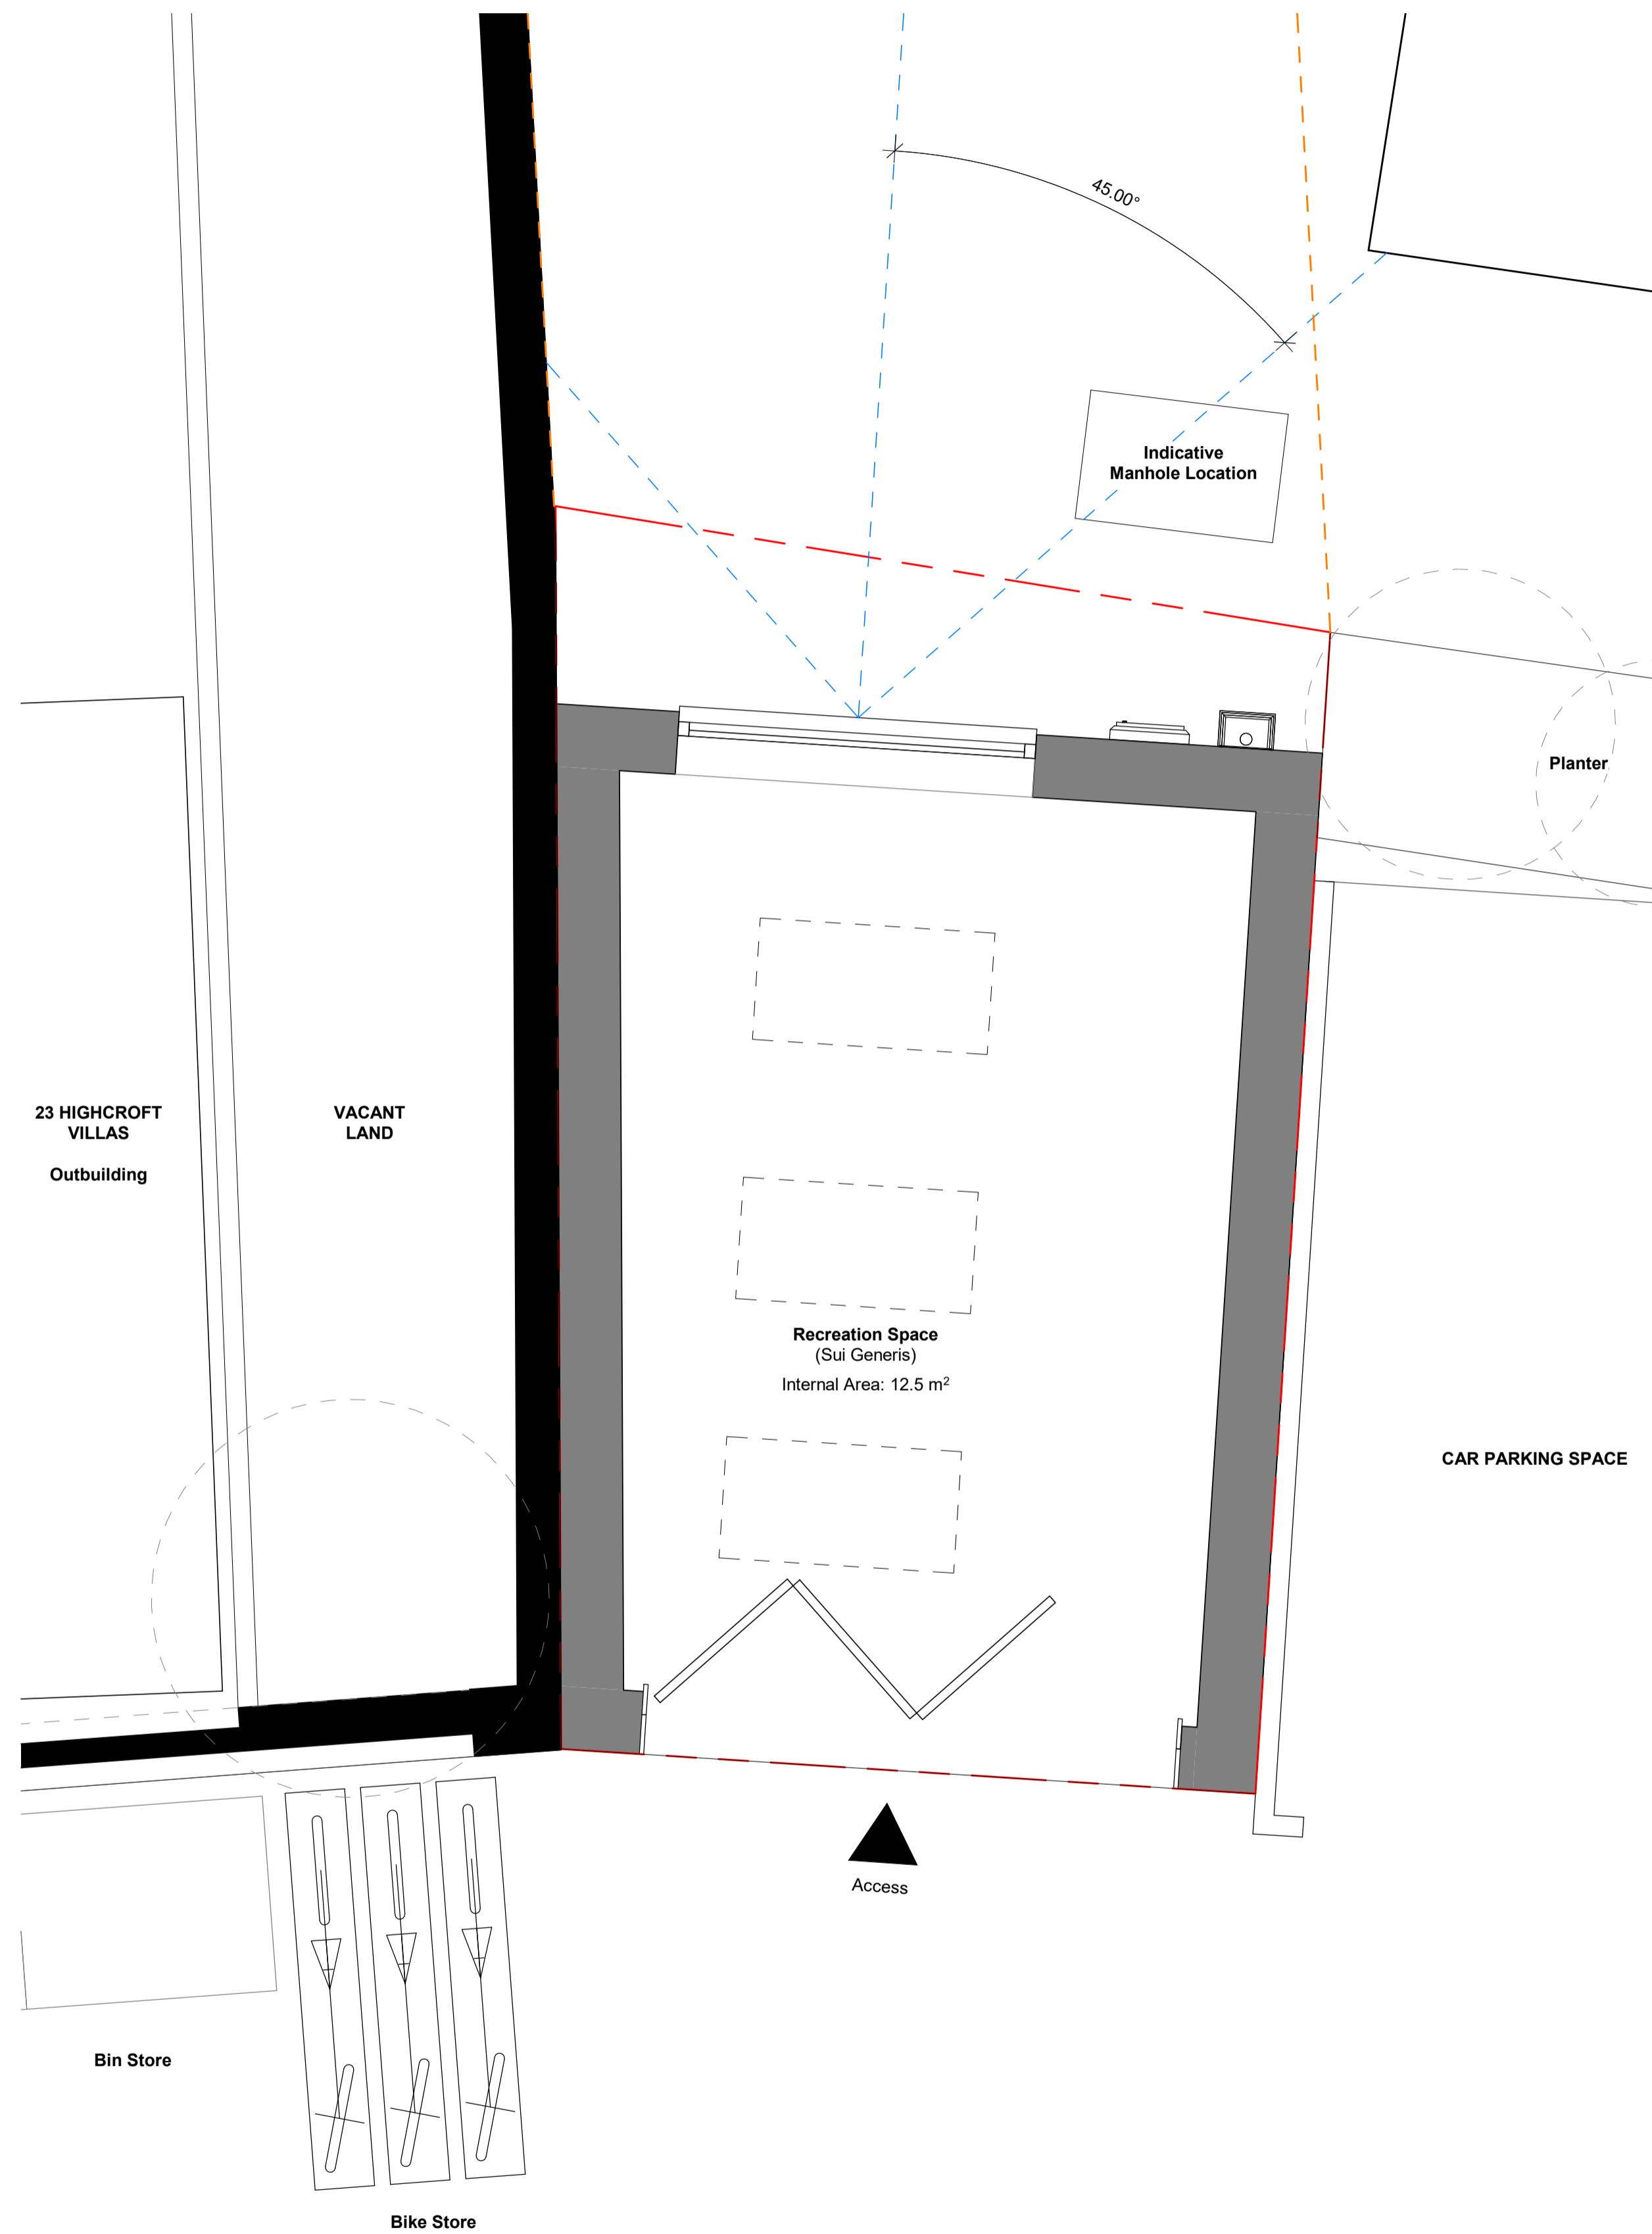 45.00°
Indicative
Manhole Location
Planter
23 HIGHCROFT
VILLAS
Outbuilding
VACANT
LAND
Recreation Space
(Sui Generis)
Internal Area: 12.5 m²
CAR PARKING SPACE
Access
Bin Store
Bike Store